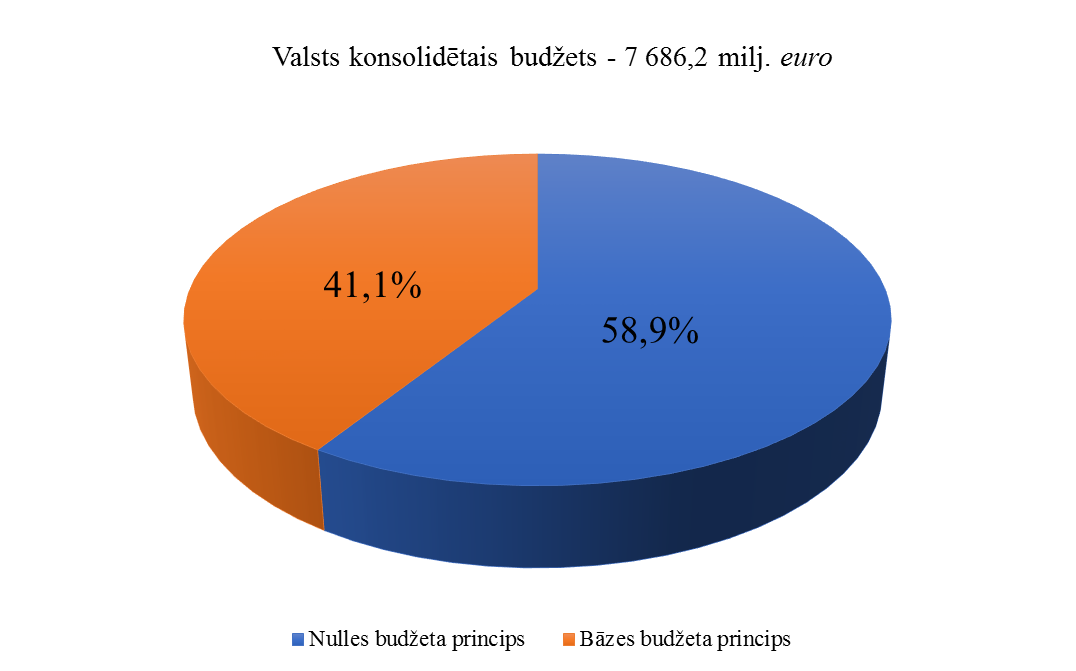 Valsts konsolidētais budžets - 7 686,2 milj. euro
41,1%
58,9%
Nulles budžeta princips
Bāzes budžeta princips